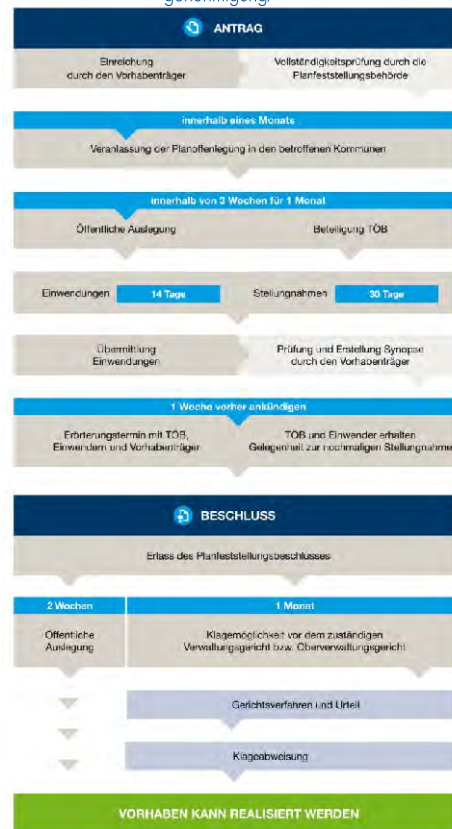 genehmigung/
ANTRAG
Einreichung
durch den Vorhabenträger
Vollständigkeitsprüfung durch die
Planfeststellungsbehörde
innerhalb eines Monats
Veranlassung der Planoffenlegung in den betroffenen Kommunen
innerhalb von 3 Wochen für 1 Monat
Öffentliche Auslegung
Beteiligung TÖB
Einwendungen
14 Tage
Stellungnahmen
30 Tage
Übermittlung
Einwendungen
Prüfung und Erstellung Synopse
durch den Vorhabenträger
1 Woche vorher ankündigen
Erörterungstermin mit TÖB,
Einwendern und Vorhabenträger
TÖB und Einwender erhalten
Gelegenheit zur nochmaligen Stellungnahme
BESCHLUSS
Erlass des Planfeststellungsbeschlusses
2 Wochen
1 Monat
Öffentliche
Auslegung
Klagemöglichkeit vor dem zuständigen
Verwaltungsgericht bzw. Oberverwaltungsgericht
Gerichtsverfahren und Urteil
Klageabweisung
VORHABEN KANN REALISIERT WERDEN